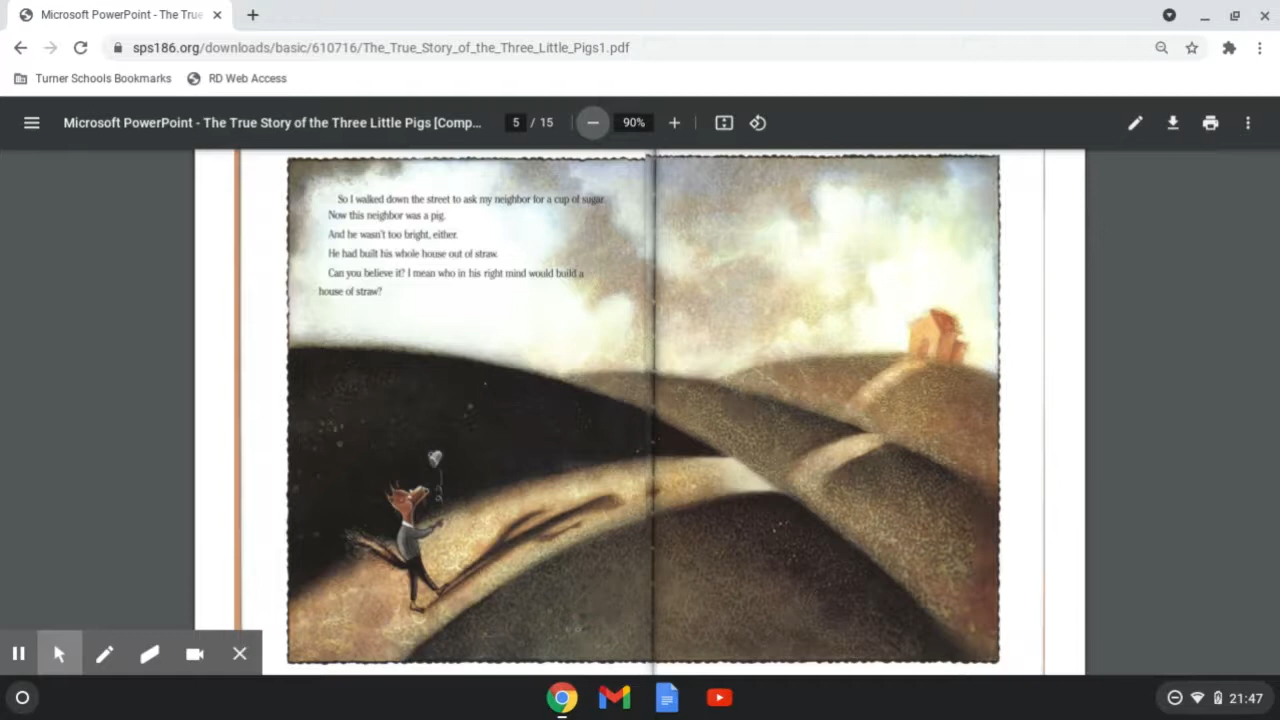 Microsoft PowerPoint - The True
sps186.org/downloads/basic/610716/The_True_Story_of_the_Three_Little_Pigs1.pdf
Turner Schools Bookmarks RD Web Access
Microsoft PowerPoint - The True Story of the Three Little Pigs [Comp... 5 / 15 90%
So I walked down the street to ask my neighbor for a cup of sugar.
Now this neighbor was a pig.
And he wasn't too bright, either.
He had built his whole house out of straw.
Can you believe it? I mean who in his right mind would build a
house of straw?
21:47